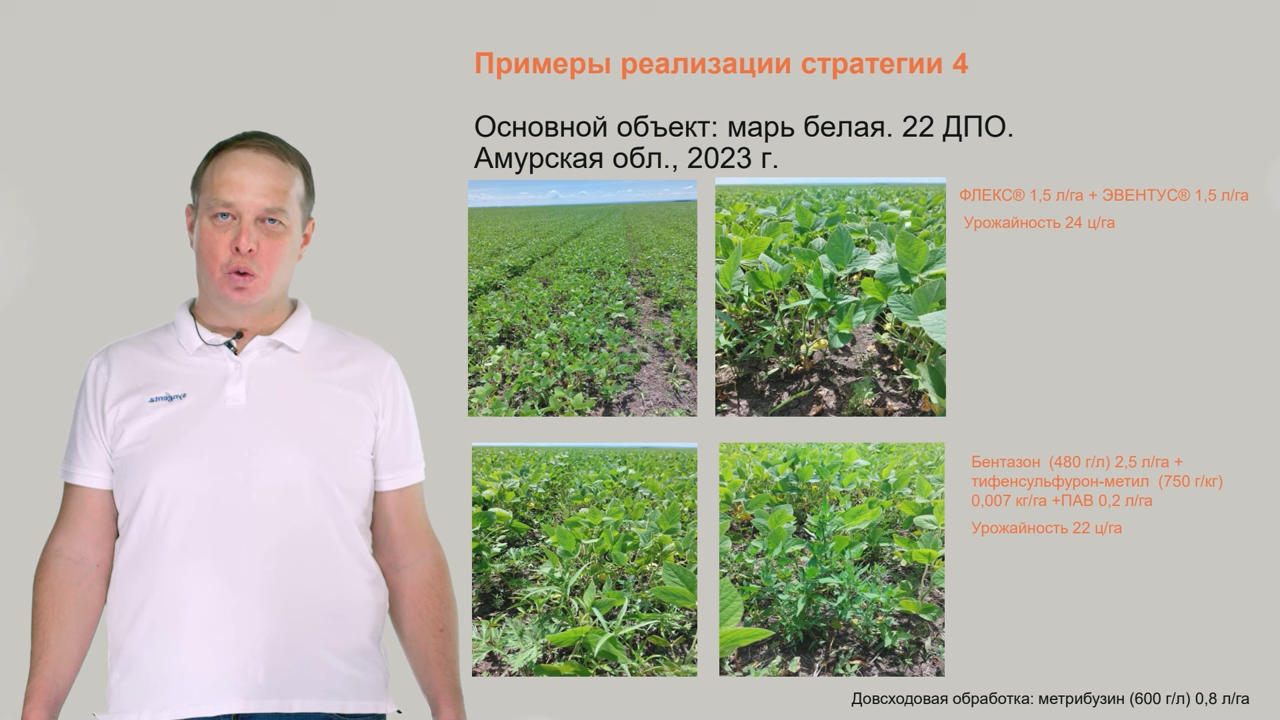 Примеры реализации стратегии 4
Основной объект: марь белая. 22 ДПО.
Амурская обл., 2023 г.
ФЛЕКС® 1,5 л/га + ЭВЕНТУС® 1,5 л/га
Урожайность 24 ц/га
Бентазон (480 г/л) 2,5 л/га +
тифенсульфурон-метил (750 г/кг)
0,007 кг/га +ПАВ 0,2 л/га
Урожайность 22 ц/га
Довсходовая обработка: метрибузин (600 г/л) 0,8 л/га